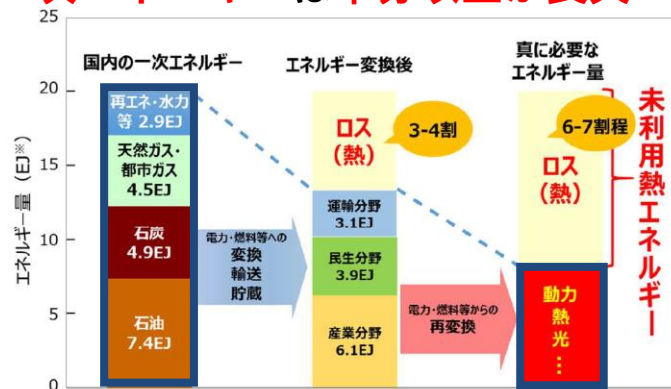 25
20
15
10
5
0
エネルギー量（EJ※）
国内の一次エネルギー
再エネ・水力
等 2.9EJ
天然ガス・
都市ガス
4.5EJ
石炭
4.9EJ
石油
7.4EJ
電力・燃料等への
変換
輸送
貯蔵
エネルギー変換後
ロス
（熱）
3-4割
運輸分野
3.1EJ
民生分野
3.9EJ
産業分野
6.1EJ
電力・燃料等からの
再変換
真に必要な
エネルギー量
6-7割程
ロス
（熱）
動力
熱
光
…
未利用熱エネルギー